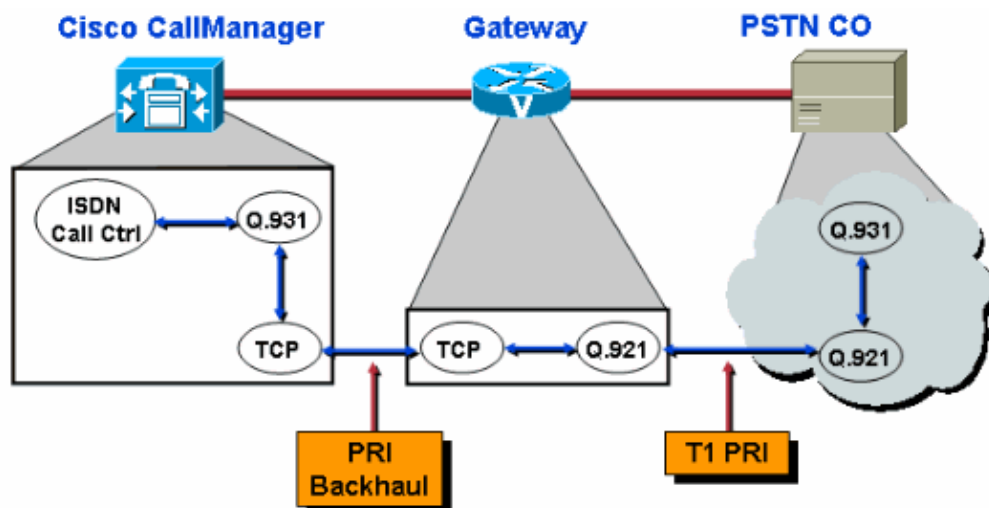 Cisco CallManager
Gateway
PSTN CO
V
ISDN
Call Ctrl
Q.931
TCP
TCP
Q.921
Q.931
Q.921
PRI
Backhaul
T1 PRI